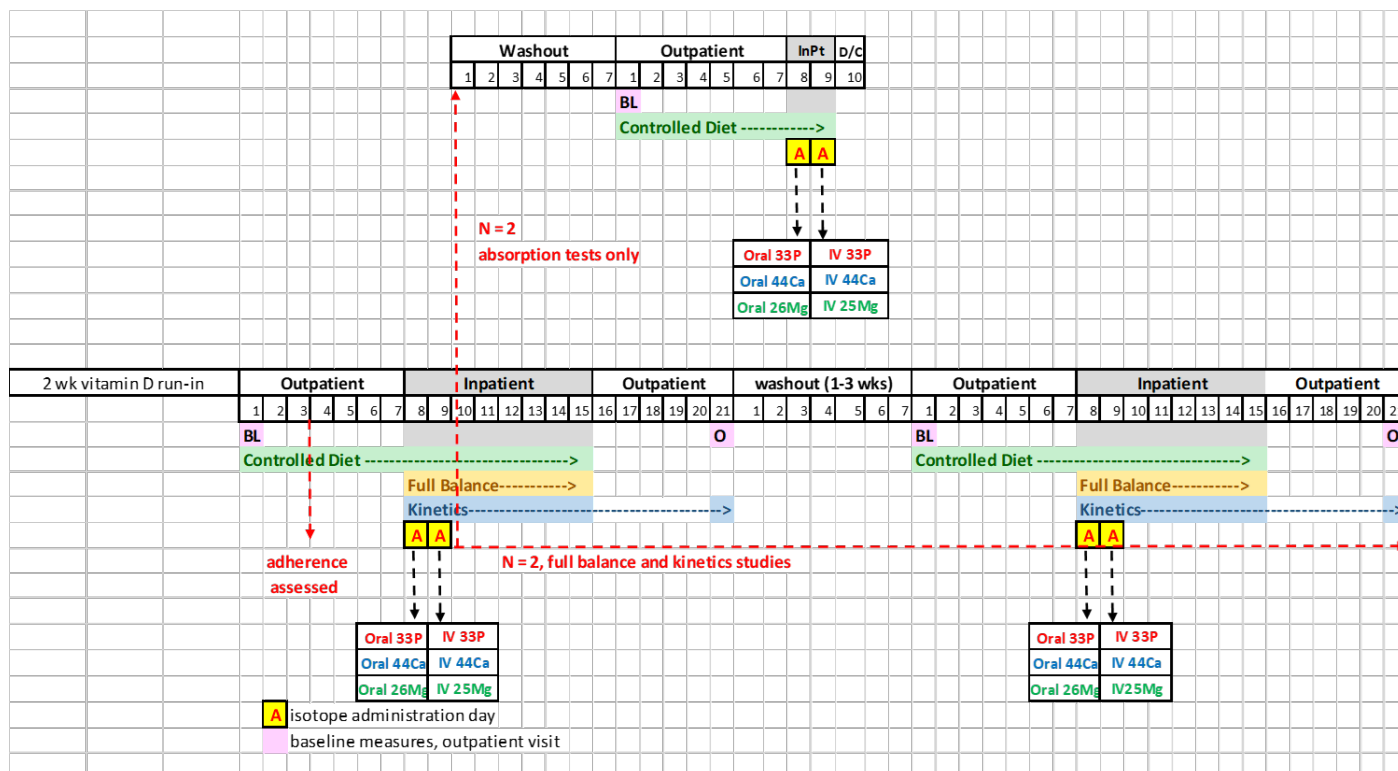 Washout Outpatient InPt D/C
1 2 3 4 5 6 7 1 2 3 4 5 6 7 8 9 10
BL
Controlled Diet ------------>
A A
N = 2
absorption tests only
Oral 33P IV 33P
Oral 44Ca IV 44Ca
Oral 26Mg IV 25Mg
2 wk vitamin D run-in Outpatient Inpatient Outpatient washout (1-3 wks) Outpatient Inpatient Outpatient
1 2 3 4 5 6 7 8 9 10 11 12 13 14 15 16 17 18 19 20 21 1 2 3 4 5 6 7 1 2 3 4 5 6 7 8 9 10 11 12 13 14 15 16 17 18 19 20
BL O BL O
Controlled Diet ------------------------------> Controlled Diet ------------------------------>
Full Balance-----------> Full Balance----------->
Kinetics---------------------------------------> Kinetics--------------------------------------->
A A A A
adherence N = 2, full balance and kinetics studies
assessed
Oral 33P IV 33P Oral 33P IV 33P
Oral 44Ca IV 44Ca Oral 44Ca IV 44Ca
Oral 26Mg IV 25Mg Oral 26Mg IV25Mg
A isotope administration day
baseline measures, outpatient visit